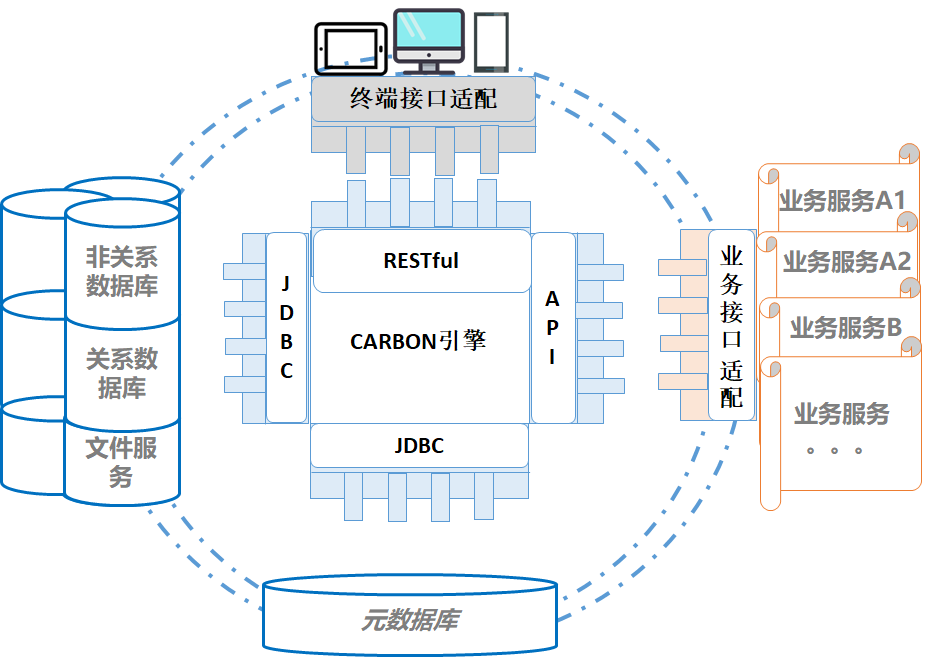 终端接口适配
RESTful
CARBON引擎
J
D
B
C
A
P
I
JDBC
非关系
数据库
关系数
据库
文件服
务
业
务
接
口
适
配
业务服务A1
业务服务A2
业务服务B
业务服务
。。。
元数据库